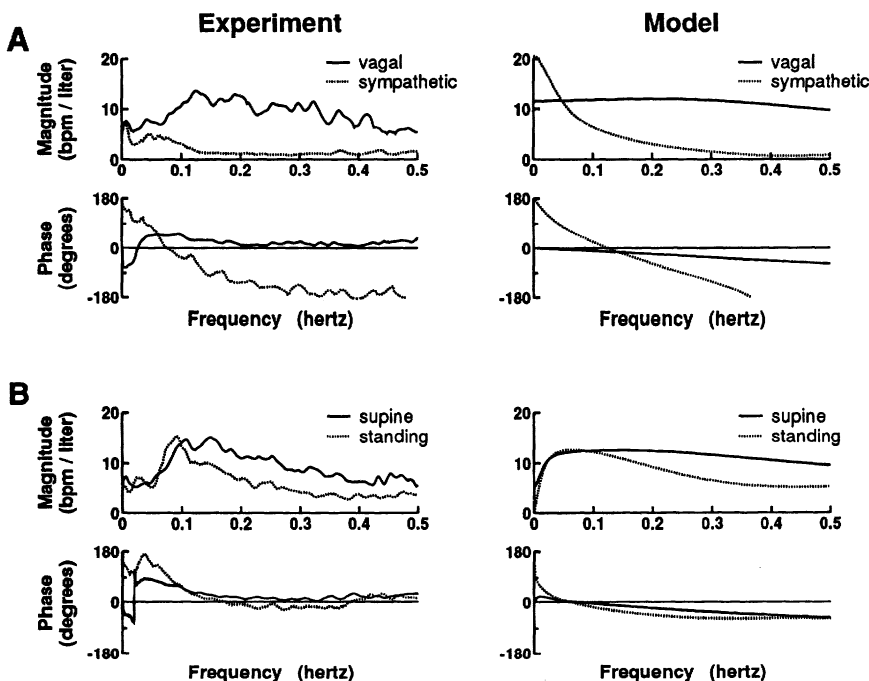 Experiment
Model
A
Magnitude
(bpm / liter)
20
10
0
vagal
sympathetic
0 0.1 0.2 0.3 0.4 0.5
20
10
0
vagal
sympathetic
0 0.1 0.2 0.3 0.4 0.5
Phase
(degrees)
180
0
-180
Frequency (hertz)
180
0
-180
Frequency (hertz)
B
Magnitude
(bpm / liter)
20
10
0
supine
standing
0 0.1 0.2 0.3 0.4 0.5
20
10
0
supine
standing
0 0.1 0.2 0.3 0.4 0.5
Phase
(degrees)
180
0
-180
Frequency (hertz)
180
0
-180
Frequency (hertz)